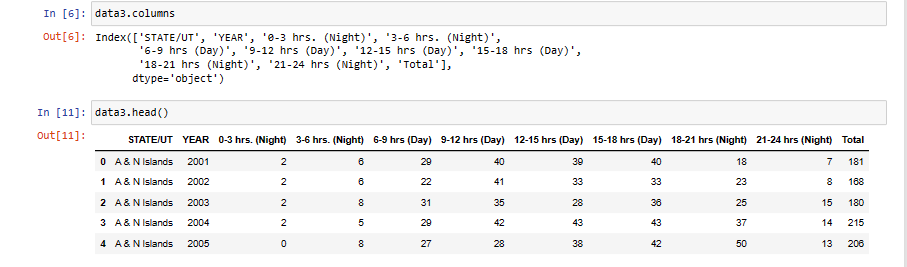 In [6]: data3.columns
Out[6]: Index(['STATE/UT', 'YEAR', '0-3 hrs. (Night)', '3-6 hrs. (Night)',
'6-9 hrs (Day)', '9-12 hrs (Day)', '12-15 hrs (Day)', '15-18 hrs (Day)',
'18-21 hrs (Night)', '21-24 hrs (Night)', 'Total'],
dtype='object')
In [11]: data3.head()
Out[11]:
STATE/UT YEAR 0-3 hrs. (Night) 3-6 hrs. (Night) 6-9 hrs (Day) 9-12 hrs (Day) 12-15 hrs (Day) 15-18 hrs (Day) 18-21 hrs (Night) 21-24 hrs (Night) Total
0 A & N Islands 2001 2 6 29 40 39 40 18 7 181
1 A & N Islands 2002 2 6 22 41 33 33 23 8 168
2 A & N Islands 2003 2 8 31 35 28 36 25 15 180
3 A & N Islands 2004 2 5 29 42 43 43 37 14 215
4 A & N Islands 2005 0 8 27 28 38 42 50 13 206